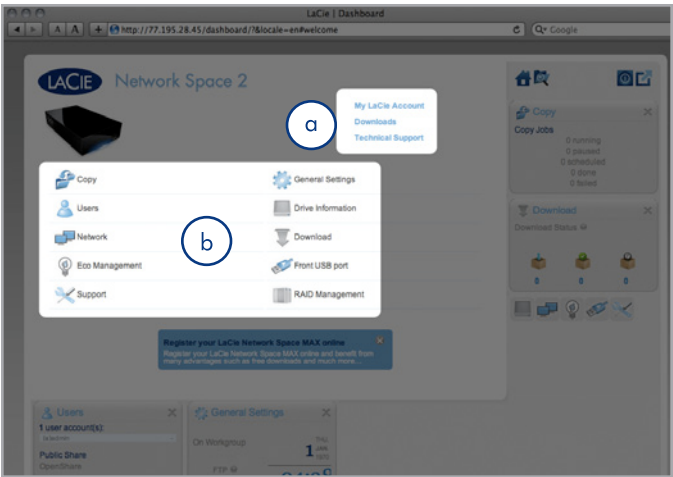 LaCie | Dashboard
A A + http://77.195.28.45/dashboard/?&locale=en#welcome
Q Google
LACIE Network Space 2
a
My LaCie Account
Downloads
Technical Support
Copy
General Settings
Users
Drive Information
b
Network
Download
Eco Management
Front USB port
Support
RAID Management
Register your LaCie Network Space MAX online
Register your LaCie Network Space MAX online and benefit from
many advantages such as free downloads and much more...
Copy
Copy Jobs
0 running
0 paused
0 scheduled
0 done
0 failed
Download
Download Status
0 0 0
Users
1 user account(s):
Public Share
OpenShare
General Settings
On Workgroup
1 THU
JAN
1970
FTP